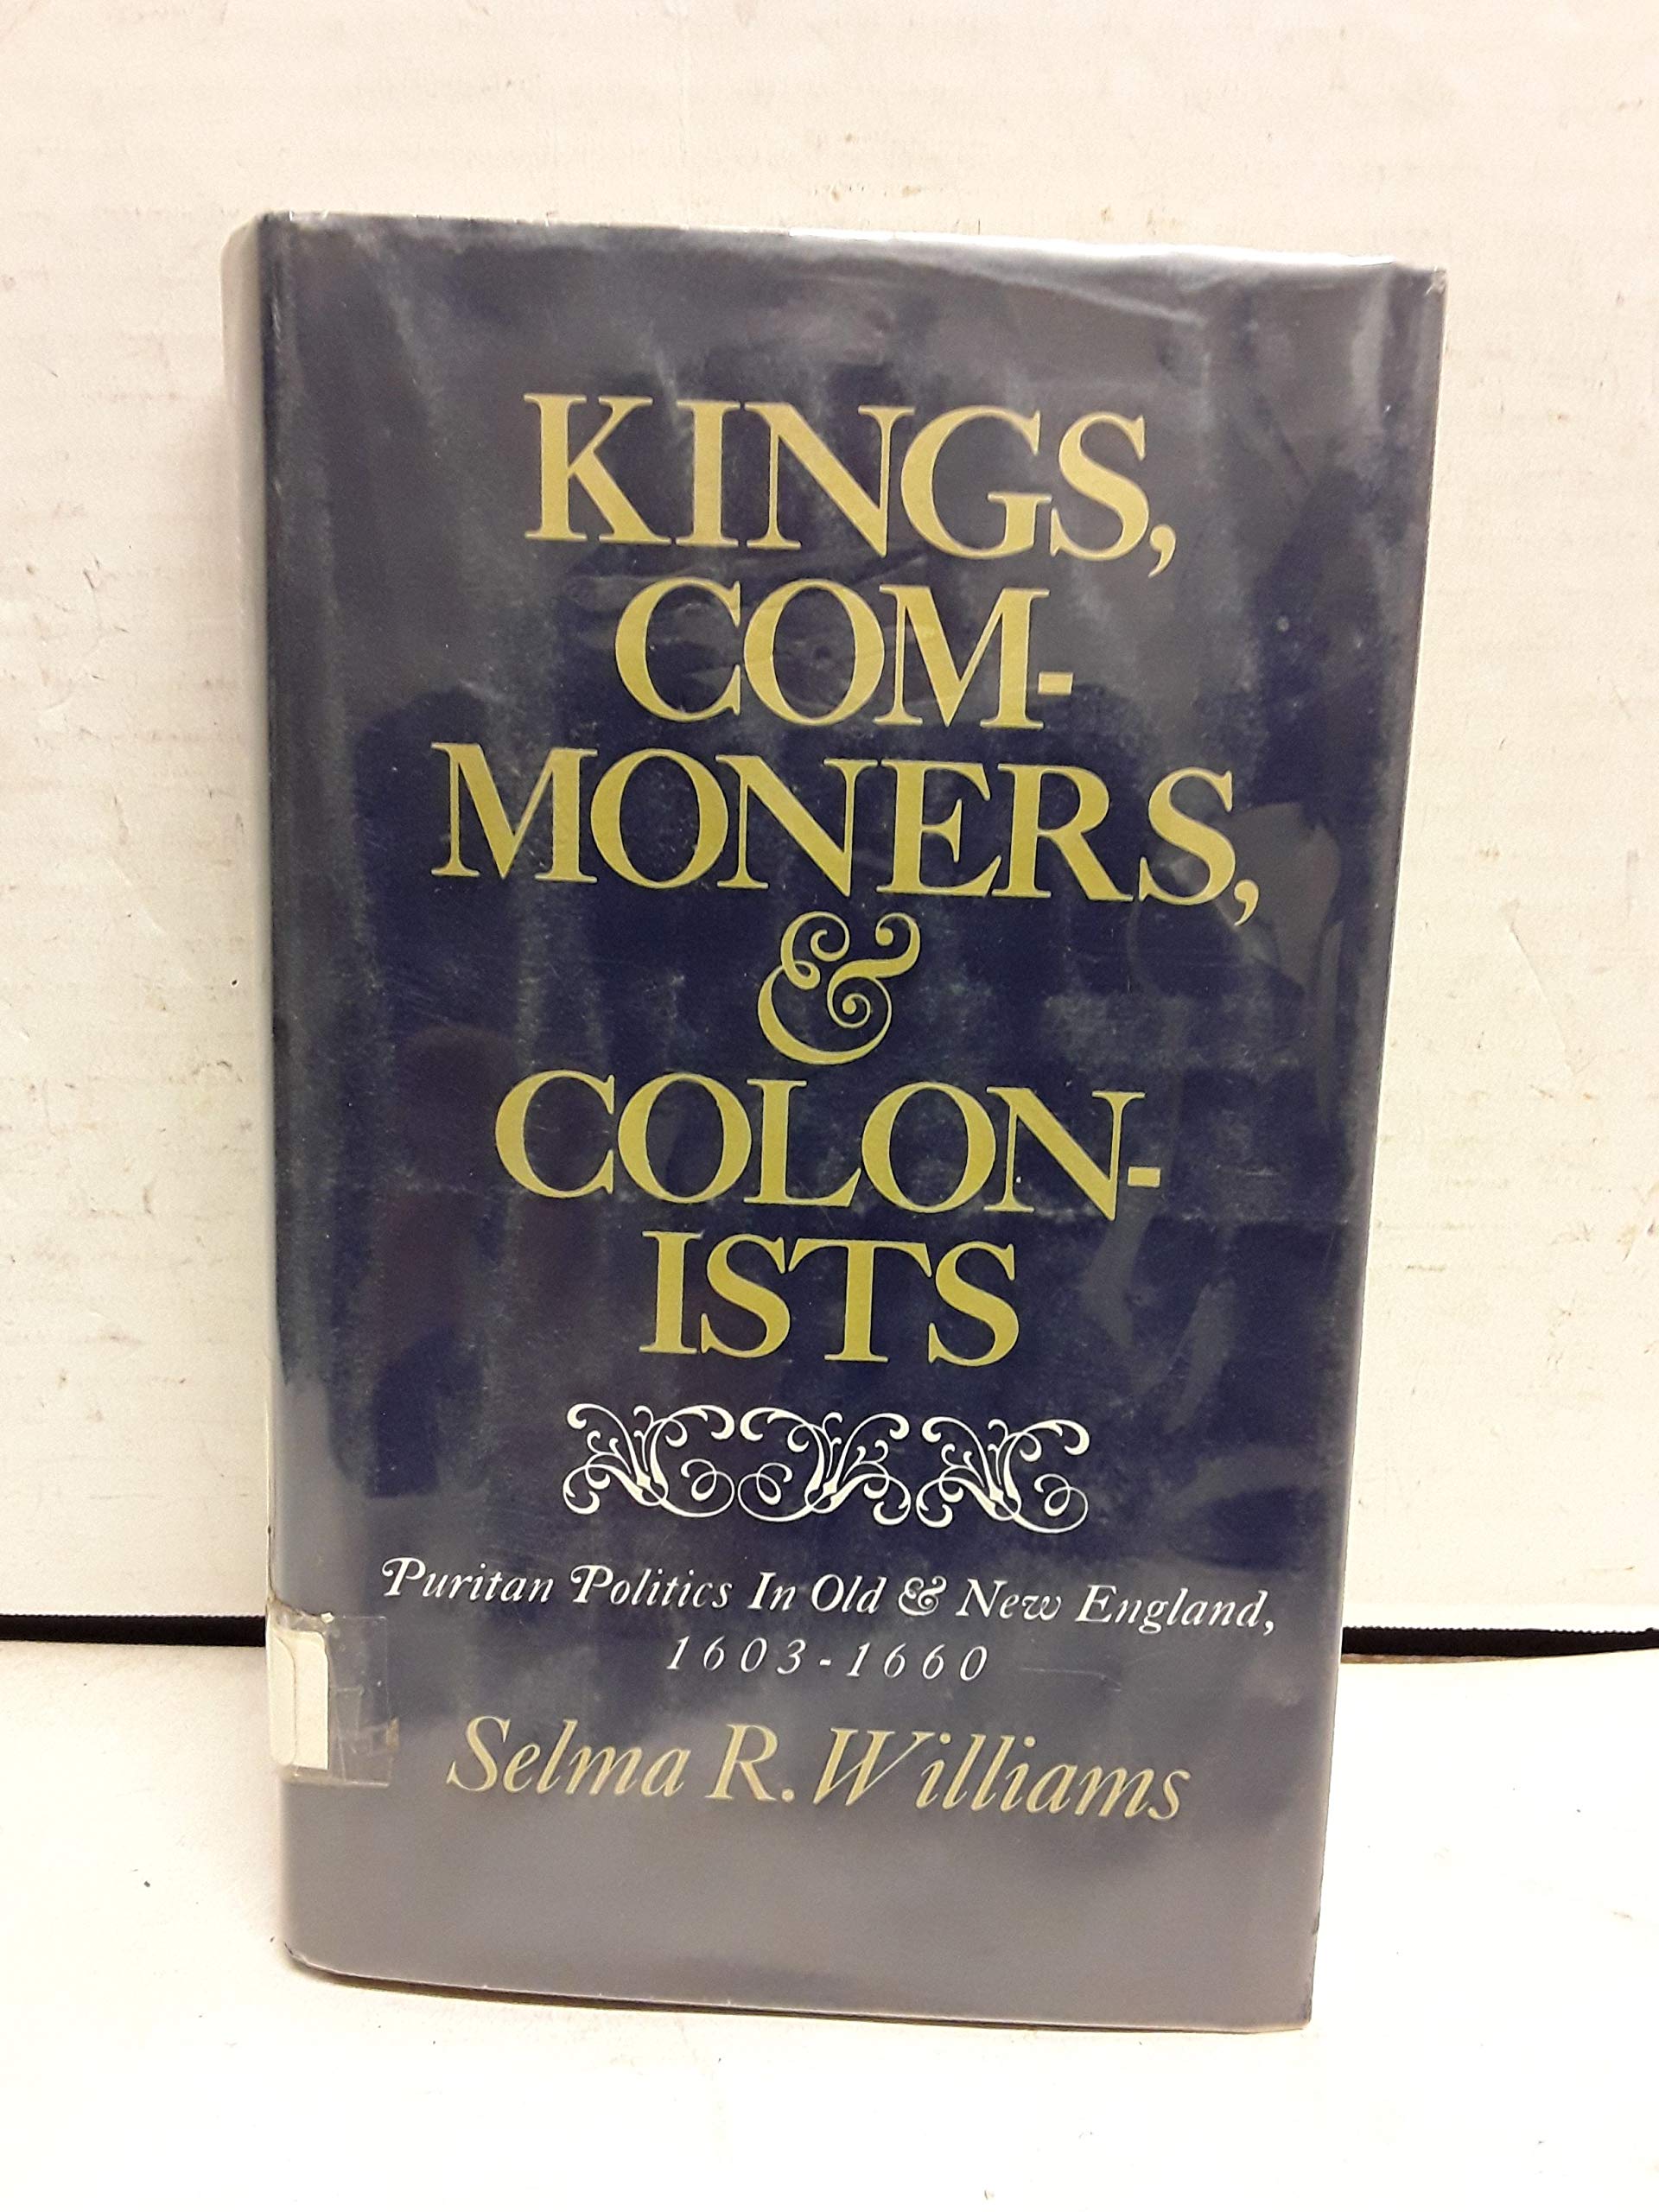 KINGS,
COM-
MONERS,
&
COLON-
ISTS
Puritan Politics In Old & New England,
1603-1660
Selma R. Williams